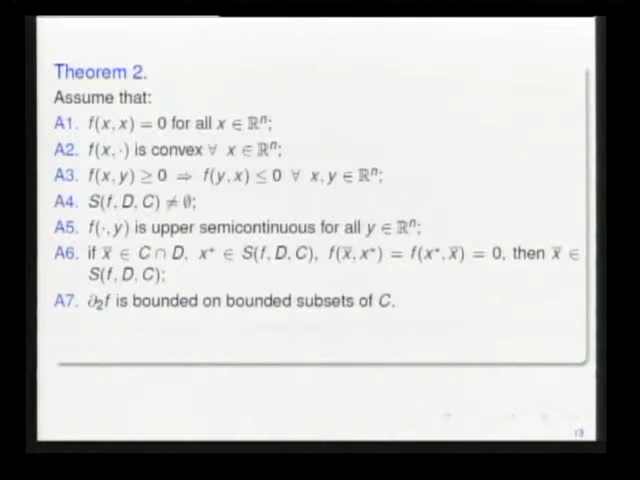 Theorem 2.
Assume that:
A1. f(x, x) = 0 for all x ∈ ℝⁿ;
A2. f(x, ·) is convex ∀ x ∈ ℝⁿ;
A3. f(x, y) ≥ 0 ⇒ f(y, x) ≤ 0 ∀ x, y ∈ ℝⁿ;
A4. S(f, D, C) ≠ ∅;
A5. f(·, y) is upper semicontinuous for all y ∈ ℝⁿ;
A6. if x̅ ∈ C ∩ D, x* ∈ S(f, D, C), f(x̅, x*) = f(x*, x̅) = 0, then x̅ ∈
S(f, D, C);
A7. ∂₂f is bounded on bounded subsets of C.
13